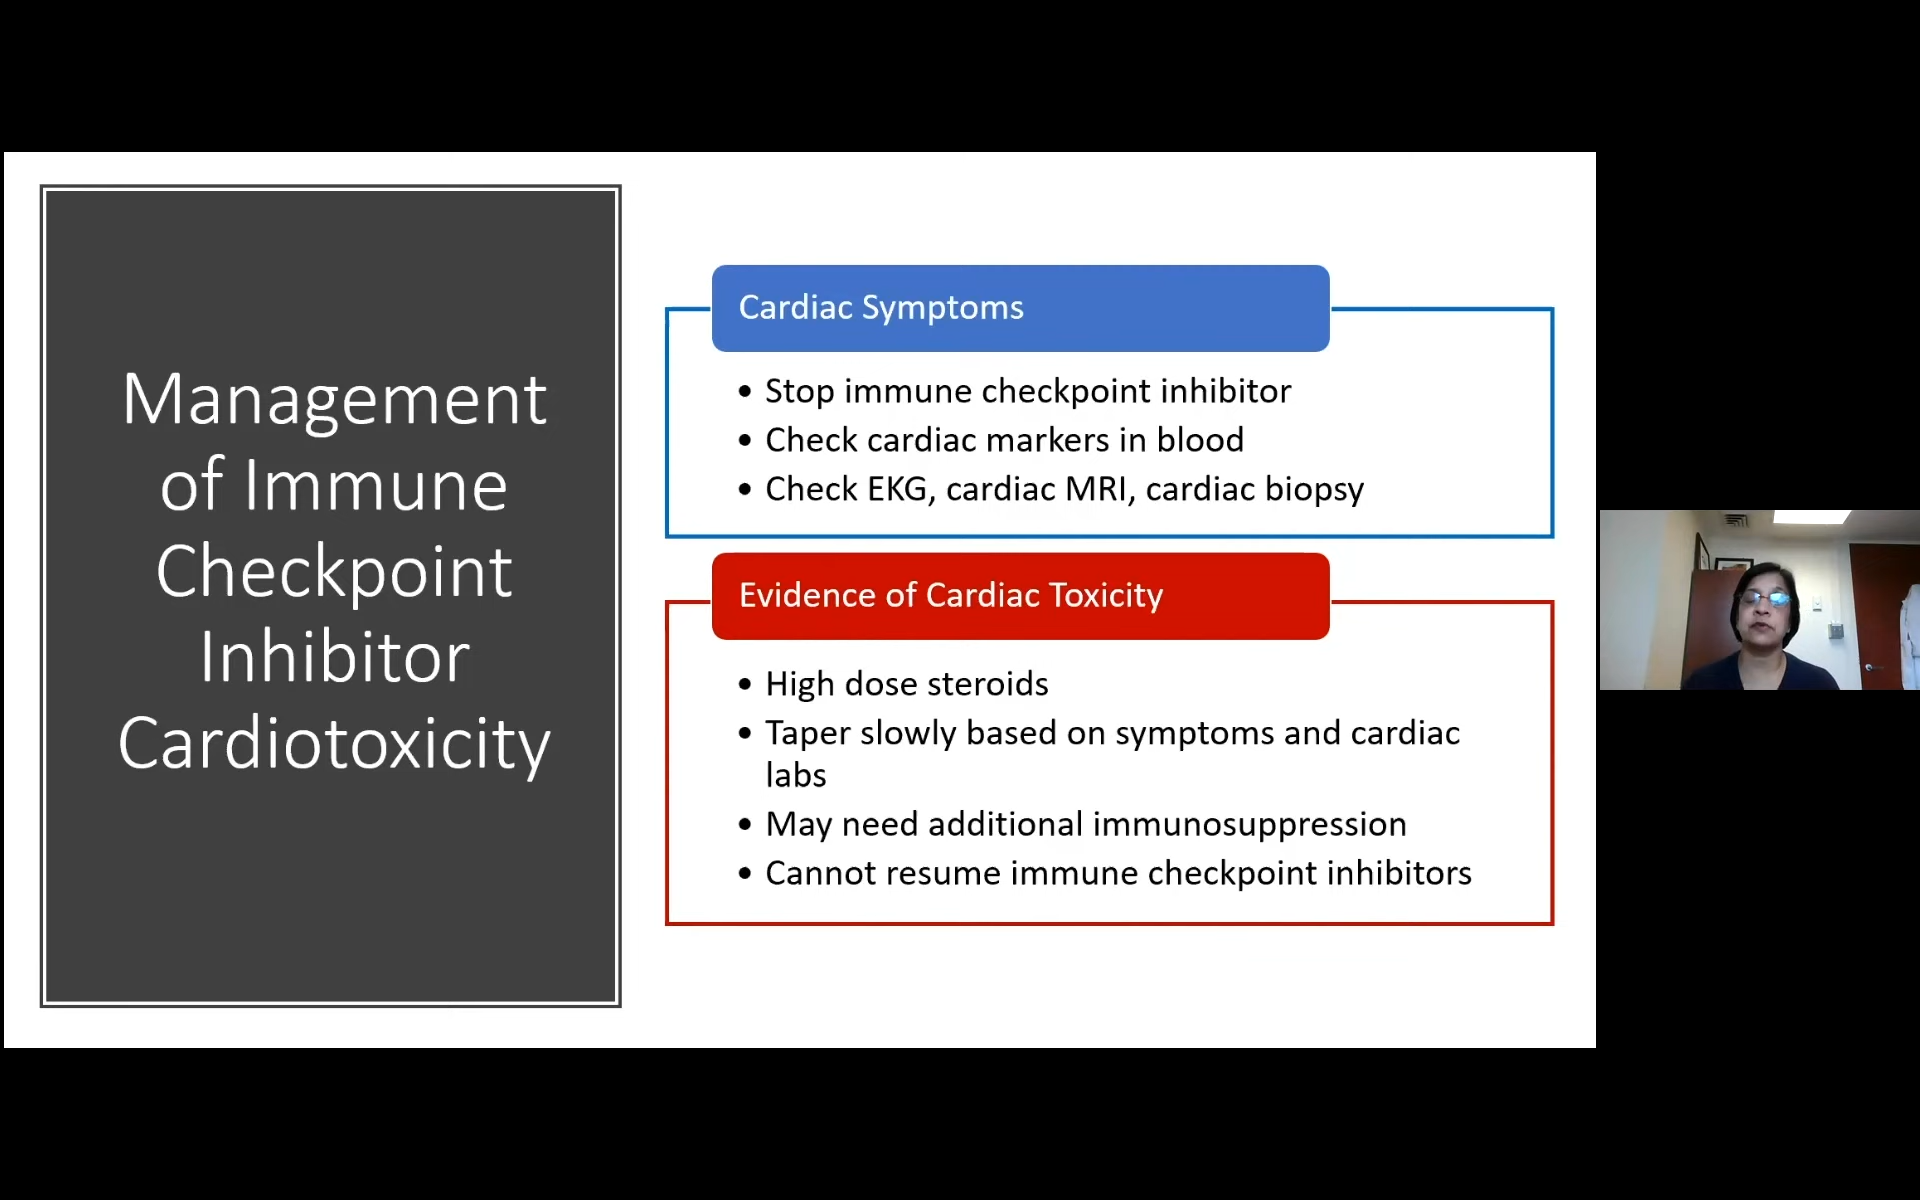 Management
of Immune
Checkpoint
Inhibitor
Cardiotoxicity
Cardiac Symptoms
• Stop immune checkpoint inhibitor
• Check cardiac markers in blood
• Check EKG, cardiac MRI, cardiac biopsy
Evidence of Cardiac Toxicity
• High dose steroids
• Taper slowly based on symptoms and cardiac
labs
• May need additional immunosuppression
• Cannot resume immune checkpoint inhibitors